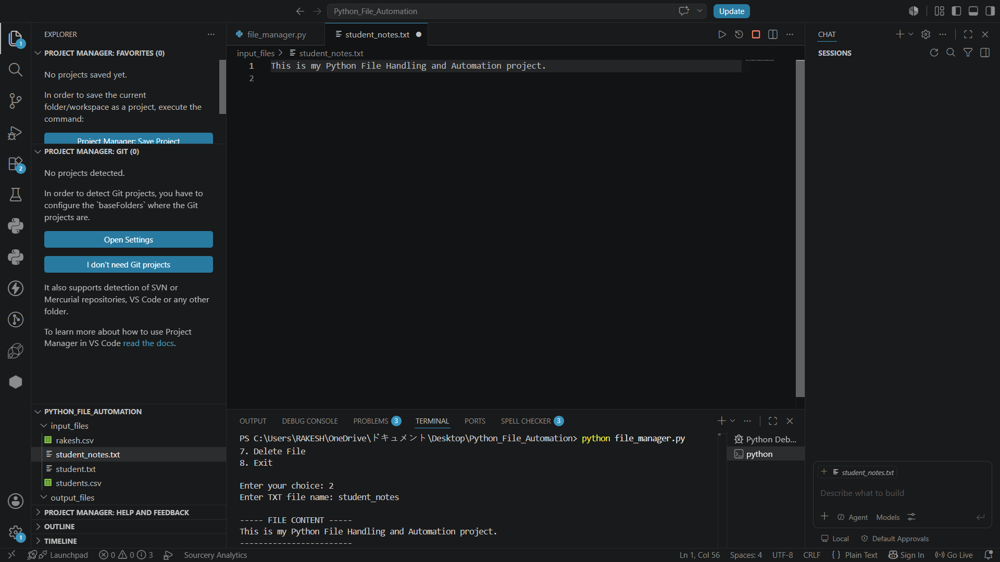 Python_File_Automation
Update
EXPLORER
PROJECT MANAGER: FAVORITES (0)
No projects saved yet.
In order to save the current
folder/workspace as a project, execute the
command:
Project Manager: Save Project
PROJECT MANAGER: GIT (0)
No projects detected.
In order to detect Git projects, you have to
configure the `baseFolders` where the Git
projects are.
Open Settings
I don't need Git projects
It also supports detection of SVN or
Mercurial repositories, VS Code or any other
folder.
To learn more about how to use Project
Manager in VS Code read the docs.
PYTHON_FILE_AUTOMATION
input_files
rakesh.csv
student_notes.txt
student.txt
students.csv
output_files
PROJECT MANAGER: HELP AND FEEDBACK
OUTLINE
TIMELINE
1
2
1
file_manager.py
student_notes.txt
input_files > student_notes.txt
1 This is my Python File Handling and Automation project.
2
OUTPUT DEBUG CONSOLE PROBLEMS 3 TERMINAL PORTS SPELL CHECKER 3
PS C:\Users\RAKESH\OneDrive\ドキュメント\Desktop\Python_File_Automation> python file_manager.py
7. Delete File
8. Exit
Enter your choice: 2
Enter TXT file name: student_notes
----- FILE CONTENT -----
This is my Python File Handling and Automation project.
------------------------
Python Deb...
python
CHAT
SESSIONS
student_notes.txt
Describe what to build
Agent Models
Local Default Approvals
Launchpad 0 0 3 Sourcery Analytics Ln 1, Col 56 Spaces: 4 UTF-8 CRLF {} Plain Text Sign In Go Live